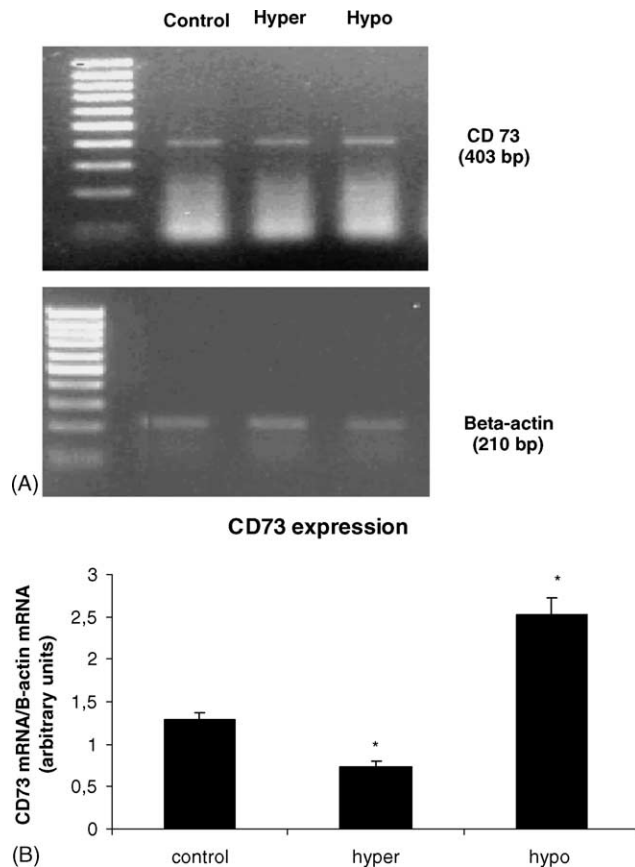 Control Hyper Hypo
CD 73
(403 bp)
Beta-actin
(210 bp)
(A)
CD73 expression
CD73 mRNA/B-actin mRNA
(arbitrary units)
3
2,5
2
1,5
1
0,5
0
*
*
control hyper hypo
(B)